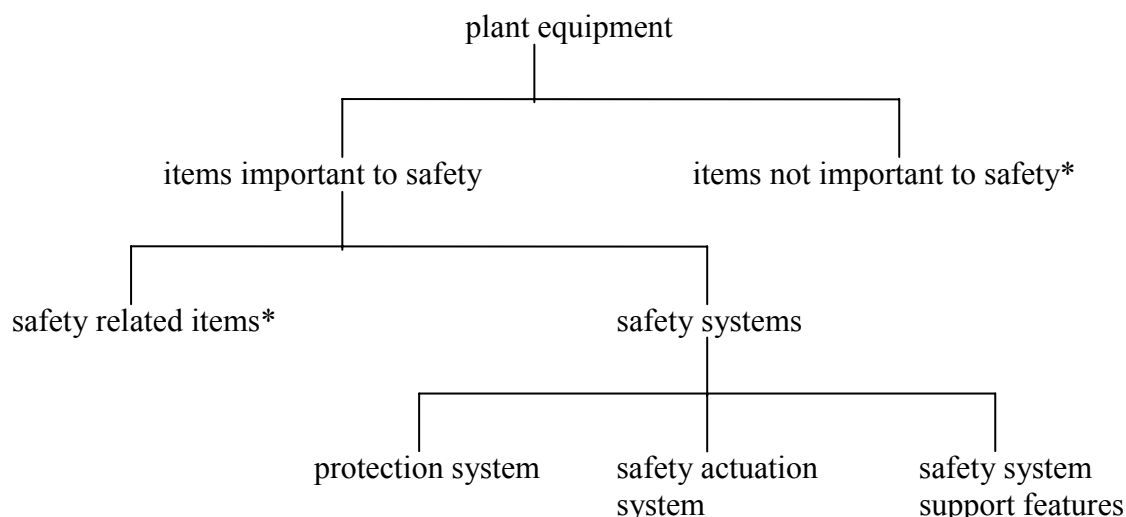 plant equipment
items important to safety
items not important to safety*
safety related items*
safety systems
protection system
safety actuation
system
safety system
support features